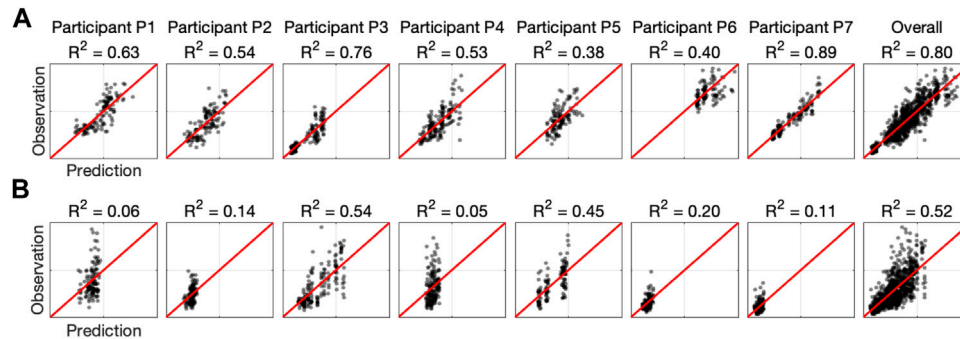 A
Participant P1 Participant P2 Participant P3 Participant P4 Participant P5 Participant P6 Participant P7 Overall
R² = 0.63 R² = 0.54 R² = 0.76 R² = 0.53 R² = 0.38 R² = 0.40 R² = 0.89 R² = 0.80
Observation
Prediction
B
R² = 0.06 R² = 0.14 R² = 0.54 R² = 0.05 R² = 0.45 R² = 0.20 R² = 0.11 R² = 0.52
Observation
Prediction